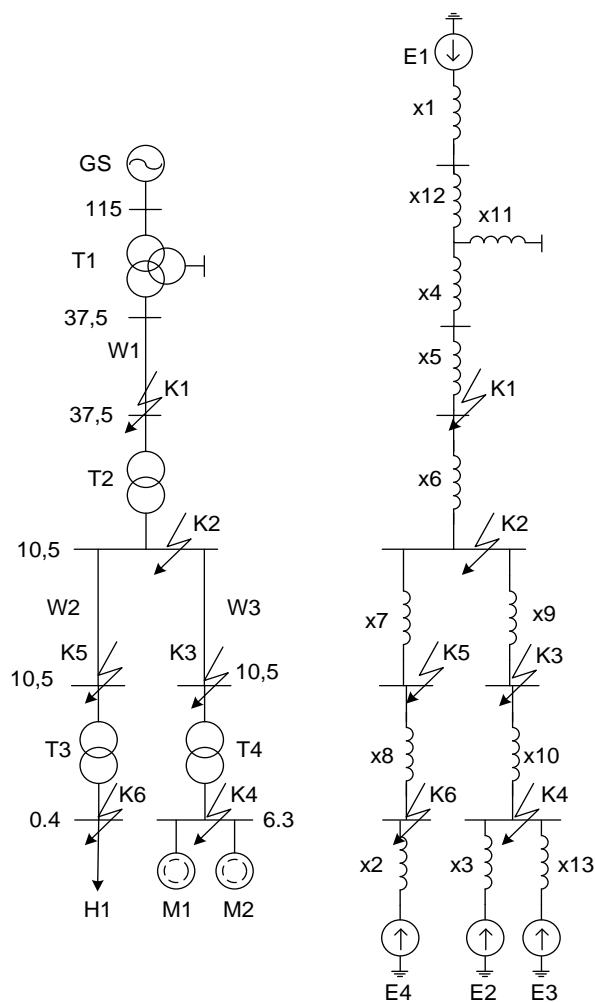 E1
x1
GS
x12
115
x11
T1
x4
37,5
W1
x5
K1
K1
37,5
T2
x6
K2
K2
10,5
W2
W3
x7
x9
K5
K3
K5
K3
10,5
10,5
T3
T4
x8
x10
K6
K4
K6
K4
0.4
6.3
x2
x3
x13
H1
M1
M2
E4
E2
E3